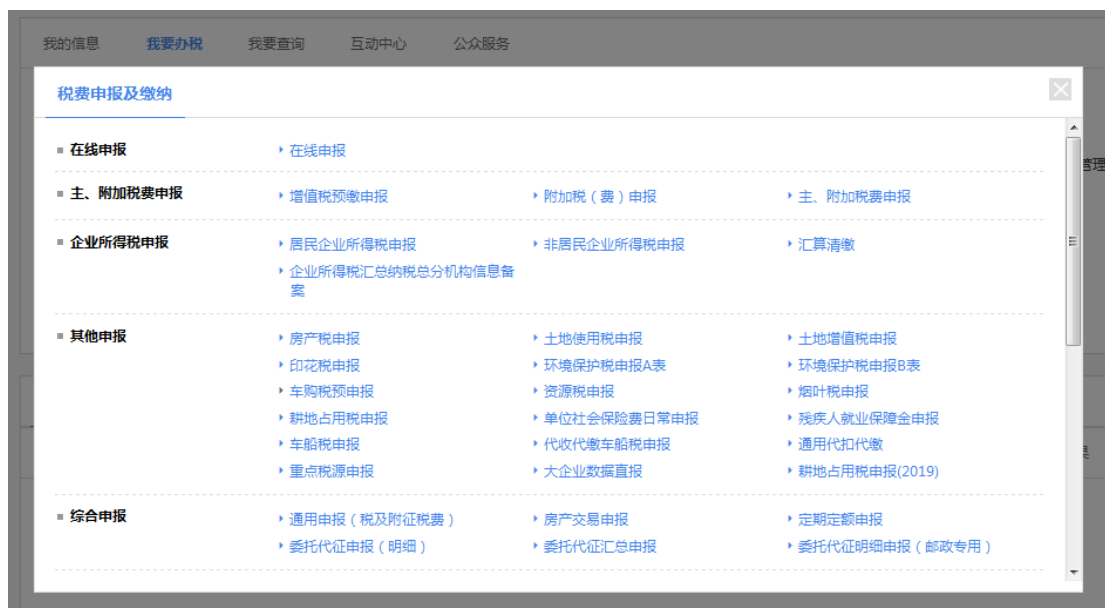 我的信息 我要办税 我要查询 互动中心 公众服务
税费申报及缴纳
管理
在线申报 在线申报
主、附加税费申报 增值税预缴申报 附加税（费）申报 主、附加税费申报
企业所得税申报 居民企业所得税申报 非居民企业所得税申报 汇算清缴
企业所得税汇总纳税总分机构信息备
案
其他申报 房产税申报 土地使用税申报 土地增值税申报
印花税申报 环境保护税申报A表 环境保护税申报B表
车购税预申报 资源税申报 烟叶税申报
耕地占用税申报 单位社会保险费日常申报 残疾人就业保障金申报
车船税申报 代收代缴车船税申报 通用代扣代缴
重点税源申报 大企业数据直报 耕地占用税申报(2019)
综合申报 通用申报（税及附征税费） 房产交易申报 定期定额申报
委托代征申报（明细） 委托代征汇总申报 委托代征明细申报（邮政专用）